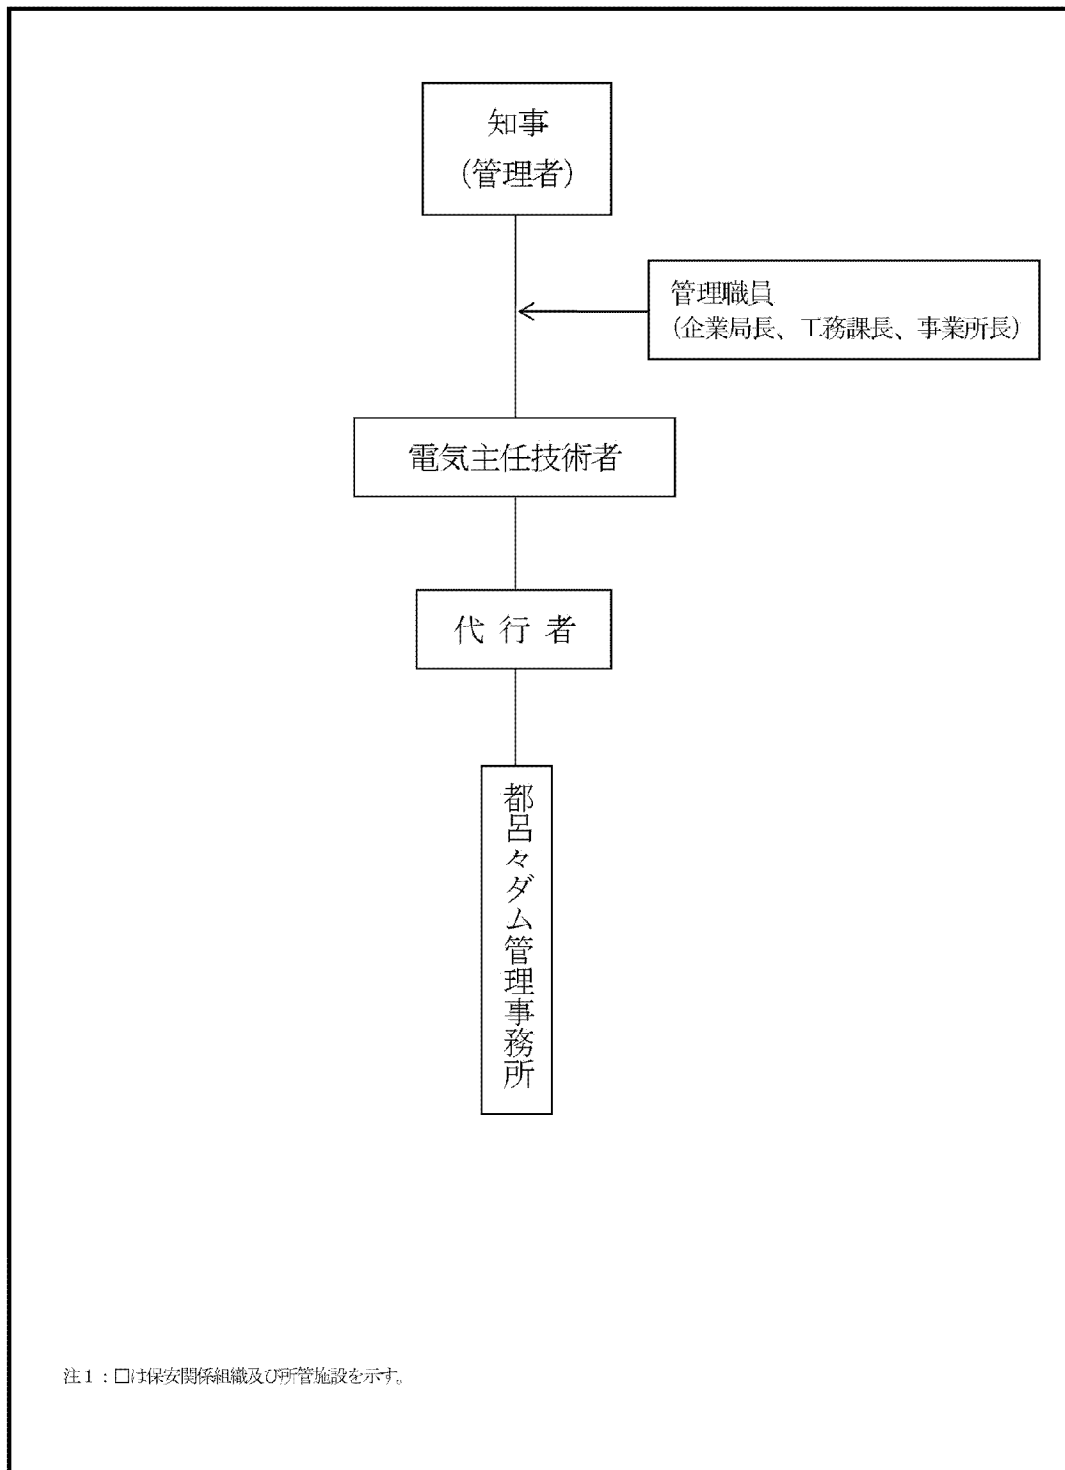 知事
(管理者)
管理職員
(企業局長、工務課長、事業所長)
電気主任技術者
代 行 者
都呂々ダム管理事務所
注1：□は保安関係組織及び所管施設を示す。